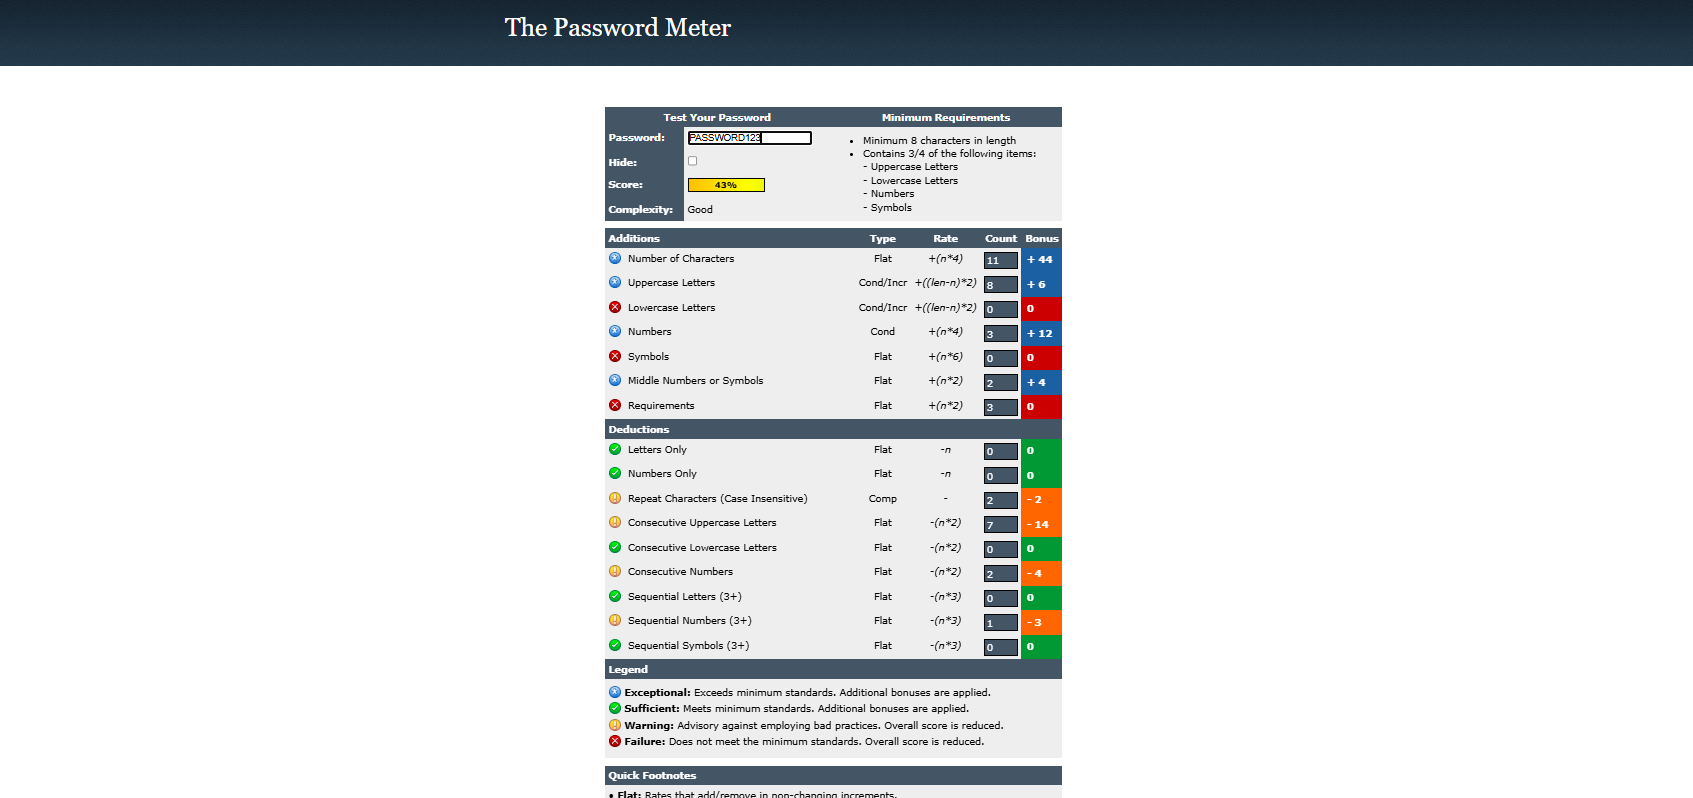 The Password Meter
Test Your Password
Password: PASSWORD123
Hide:
Score: 43%
Complexity: Good
Minimum Requirements
• Minimum 8 characters in length
• Contains 3/4 of the following items:
- Uppercase Letters
- Lowercase Letters
- Numbers
- Symbols
Additions Type Rate Count Bonus
Number of Characters Flat +(n*4) 11 + 44
Uppercase Letters Cond/Incr +((len-n)*2) 8 + 6
Lowercase Letters Cond/Incr +((len-n)*2) 0 0
Numbers Cond +(n*4) 3 + 12
Symbols Flat +(n*6) 0 0
Middle Numbers or Symbols Flat +(n*2) 2 + 4
Requirements Flat +(n*2) 3 0
Deductions
Letters Only Flat -n 0 0
Numbers Only Flat -n 0 0
Repeat Characters (Case Insensitive) Comp - 2 - 2
Consecutive Uppercase Letters Flat -(n*2) 7 - 14
Consecutive Lowercase Letters Flat -(n*2) 0 0
Consecutive Numbers Flat -(n*2) 2 - 4
Sequential Letters (3+) Flat -(n*3) 0 0
Sequential Numbers (3+) Flat -(n*3) 1 - 3
Sequential Symbols (3+) Flat -(n*3) 0 0
Legend
Exceptional: Exceeds minimum standards. Additional bonuses are applied.
Sufficient: Meets minimum standards. Additional bonuses are applied.
Warning: Advisory against employing bad practices. Overall score is reduced.
Failure: Does not meet the minimum standards. Overall score is reduced.
Quick Footnotes
• Flat: Rates that add/remove in non-changing increments.